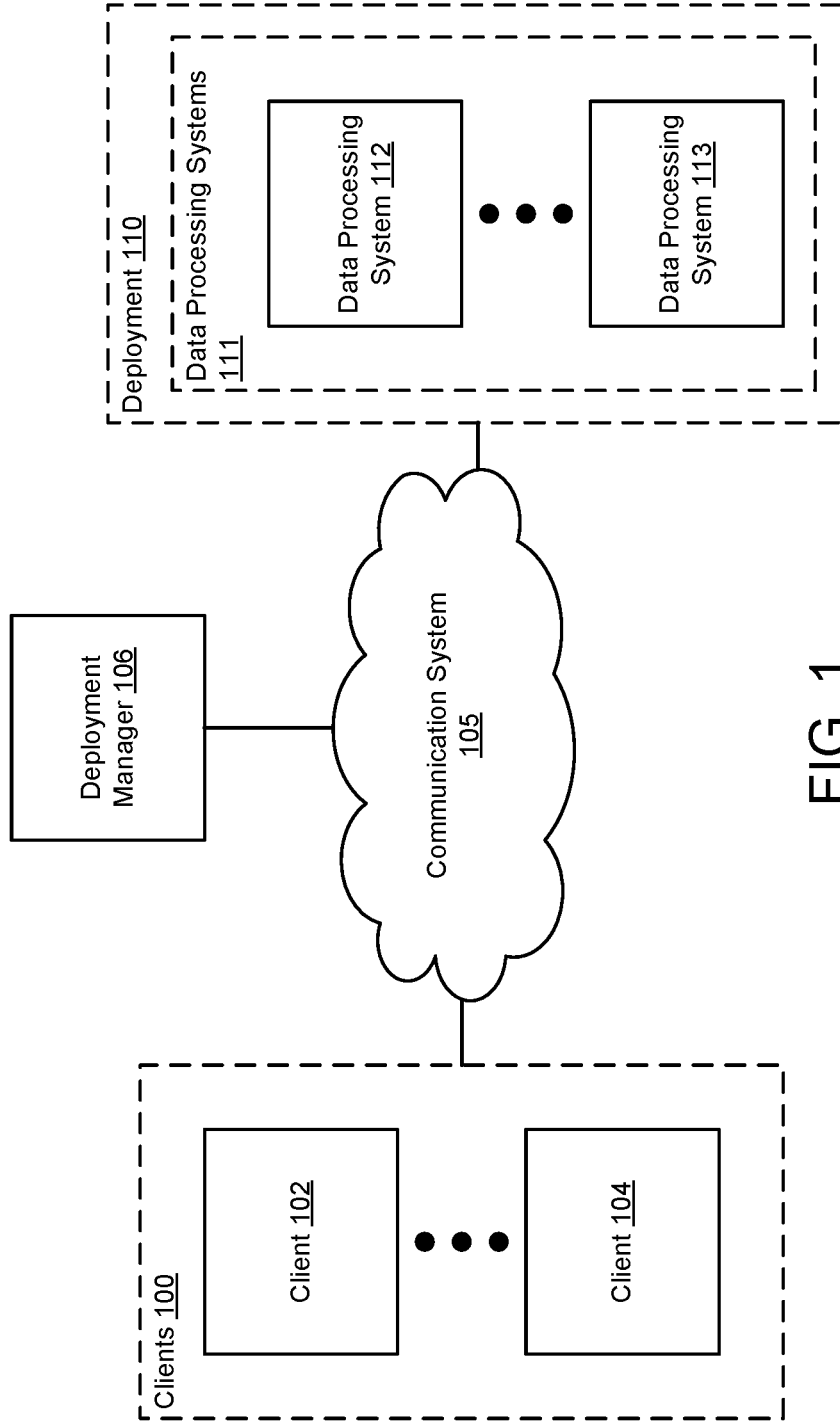 Deployment
Manager 106
Clients 100
Client 102
Client 104
Communication System
105
Deployment 110
Data Processing Systems
111
Data Processing
System 112
Data Processing
System 113
FIG. 1